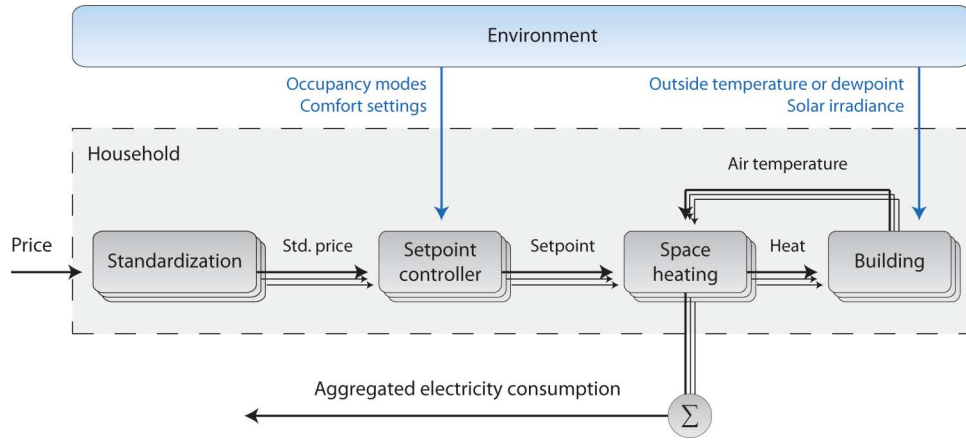 Environment
Occupancy modes
Comfort settings
Outside temperature or dewpoint
Solar irradiance
Household
Air temperature
Price
Standardization
Std. price
Setpoint
controller
Setpoint
Space
heating
Heat
Building
Aggregated electricity consumption
Σ